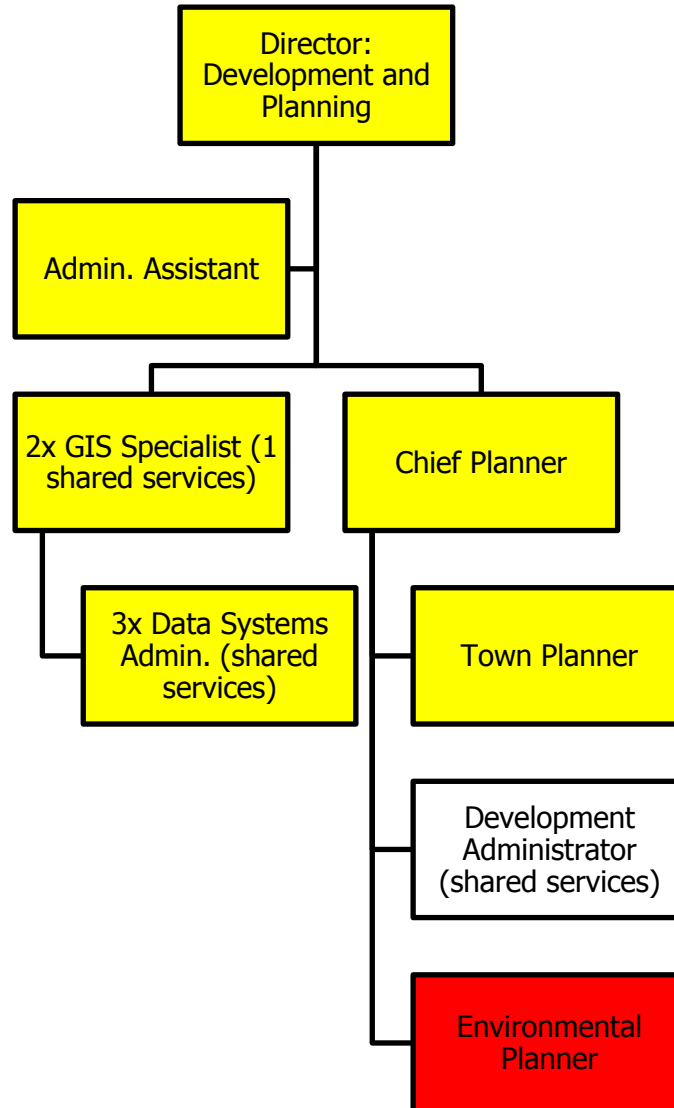 Director:
Development and
Planning
Admin. Assistant
2x GIS Specialist (1
shared services)
Chief Planner
3x Data Systems
Admin. (shared
services)
Town Planner
Development
Administrator
(shared services)
Environmental
Planner